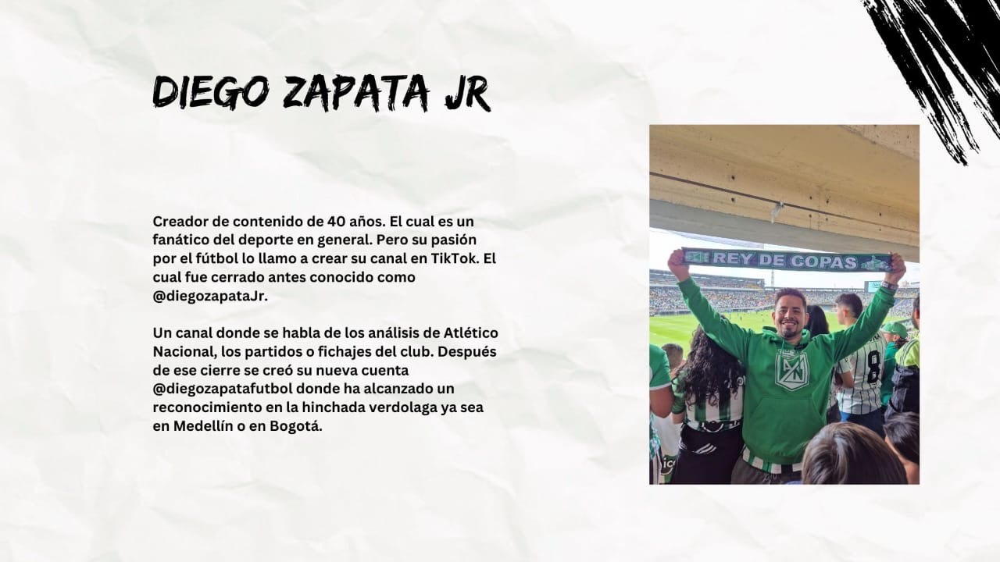 DIEGO ZAPATA JR
Creador de contenido de 40 años. El cual es un
fanático del deporte en general. Pero su pasión
por el fútbol lo llamo a crear su canal en TikTok. El
cual fue cerrado antes conocido como
@diegozapataJr.
Un canal donde se habla de los análisis de Atlético
Nacional, los partidos o fichajes del club. Después
de ese cierre se creó su nueva cuenta
@diegozapatafutbol donde ha alcanzado un
reconocimiento en la hinchada verdolaga ya sea
en Medellín o en Bogotá.
REY DE COPAS
AN
8